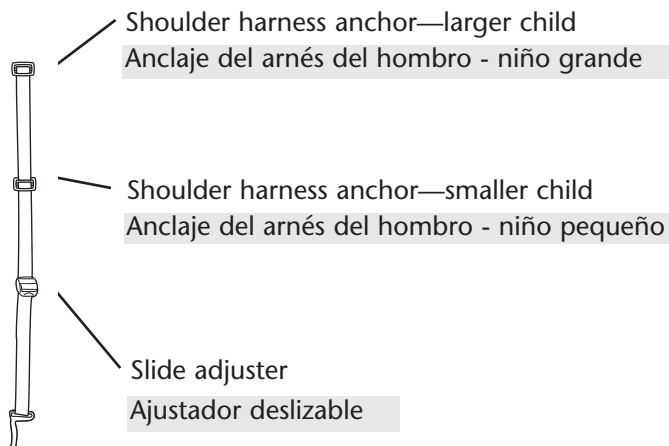 Shoulder harness anchor—larger child
Anclaje del arnés del hombro - niño grande
Shoulder harness anchor—smaller child
Anclaje del arnés del hombro - niño pequeño
Slide adjuster
Ajustador deslizable